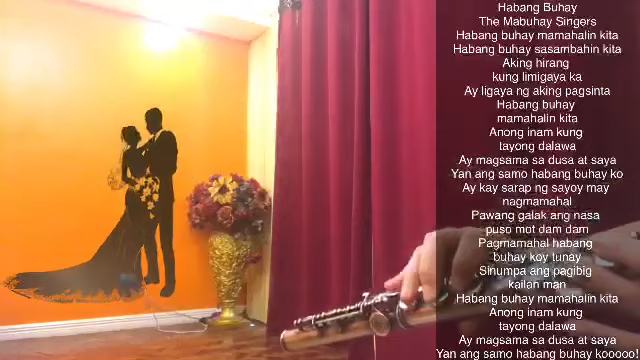 Habang Buhay
The Mabuhay Singers
Habang buhay mamahalin kita
Habang buhay sasambahin kita
Aking hirang
kung limigaya ka
Ay ligaya ng aking pagsinta
Habang buhay
mamahalin kita
Anong inam kung
tayong dalawa
Ay magsama sa dusa at saya
Yan ang samo habang buhay ko
Ay kay sarap ng sayoy may
nagmamahal
Pawang galak ang nasa
puso mot dam dam
Pagmamahal habang
buhay koy tunay
Sinumpa ang pagibig
kailan man
Habang buhay mamahalin kita
Anong inam kung
tayong dalawa
Ay magsama sa dusa at saya
Yan ang samo habang buhay kooooo!